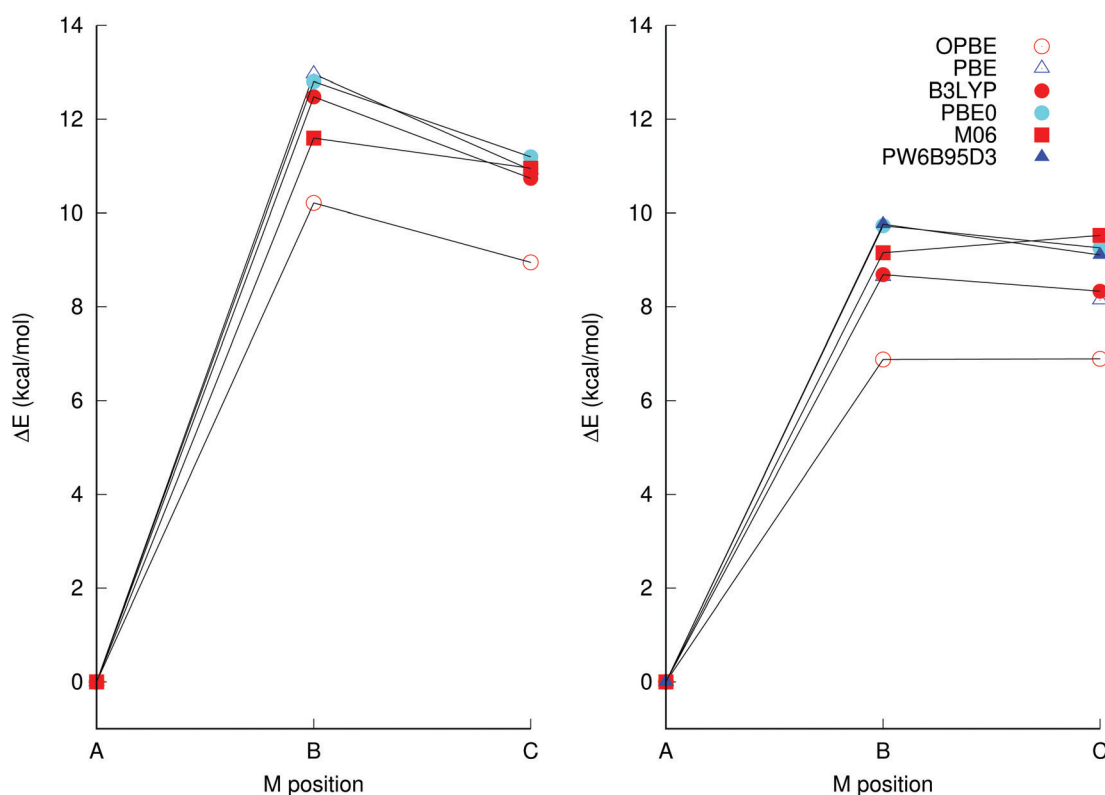 14
12
10
8
6
4
2
0
ΔE (kcal/mol)
A
B
C
M position
14
12
10
8
6
4
2
0
ΔE (kcal/mol)
A
B
C
M position
OPBE
PBE
B3LYP
PBE0
M06
PW6B95D3